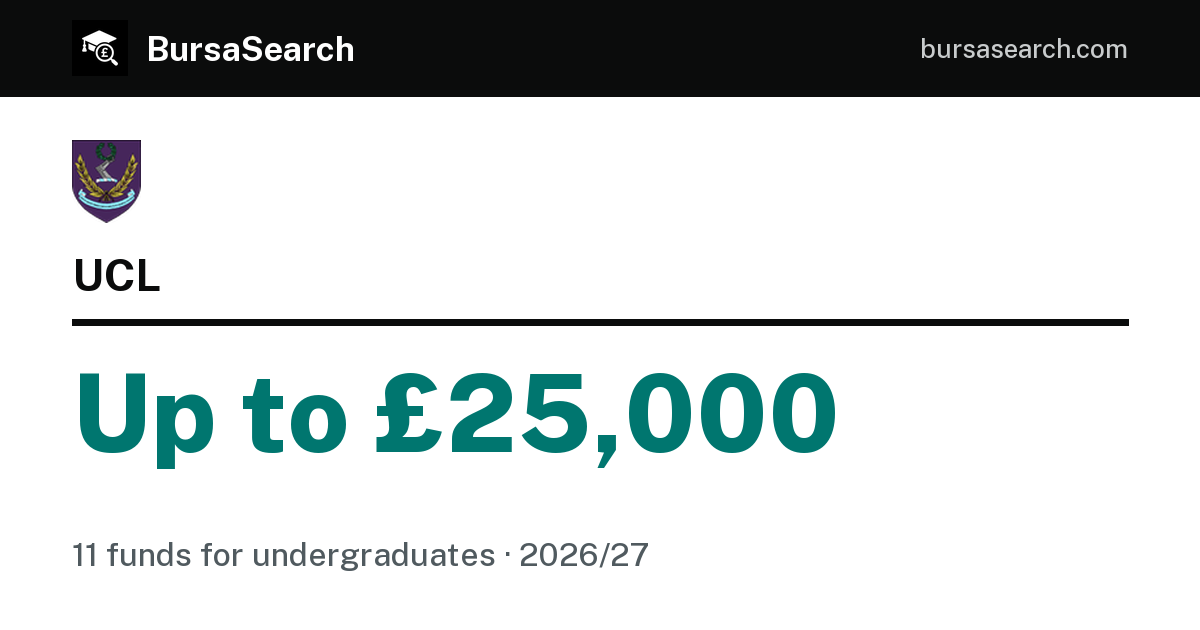 BursaSearch
bursasearch.com
UCL
Up to £25,000
11 funds for undergraduates · 2026/27